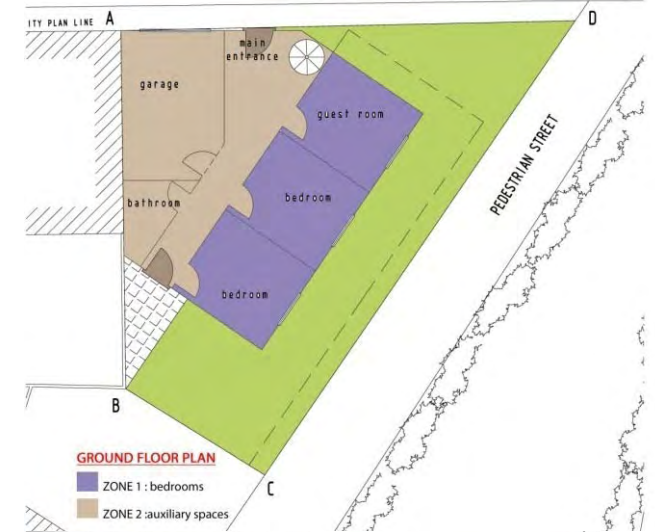 ITY PLAN LINE A
D
main
entrance
garage
guest room
PEDESTRIAN STREET
bathroom
bedroom
bedroom
B
GROUND FLOOR PLAN
C
ZONE 1 : bedrooms
ZONE 2 :auxiliary spaces